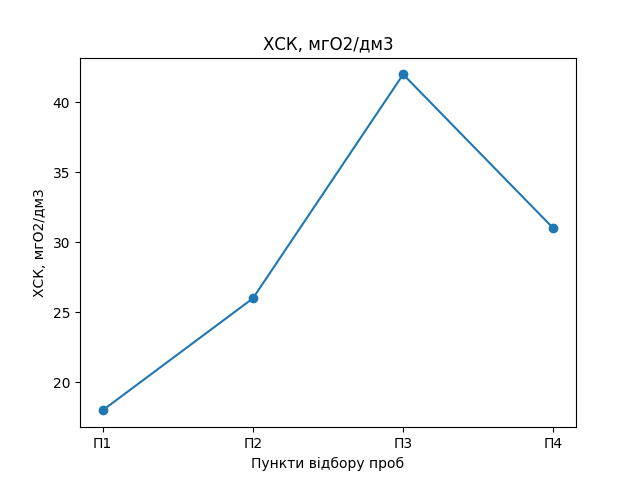 ХСК, мгО2/дм3
ХСК, мгО2/дм3
40
35
30
25
20
П1 П2 П3 П4
Пункти відбору проб